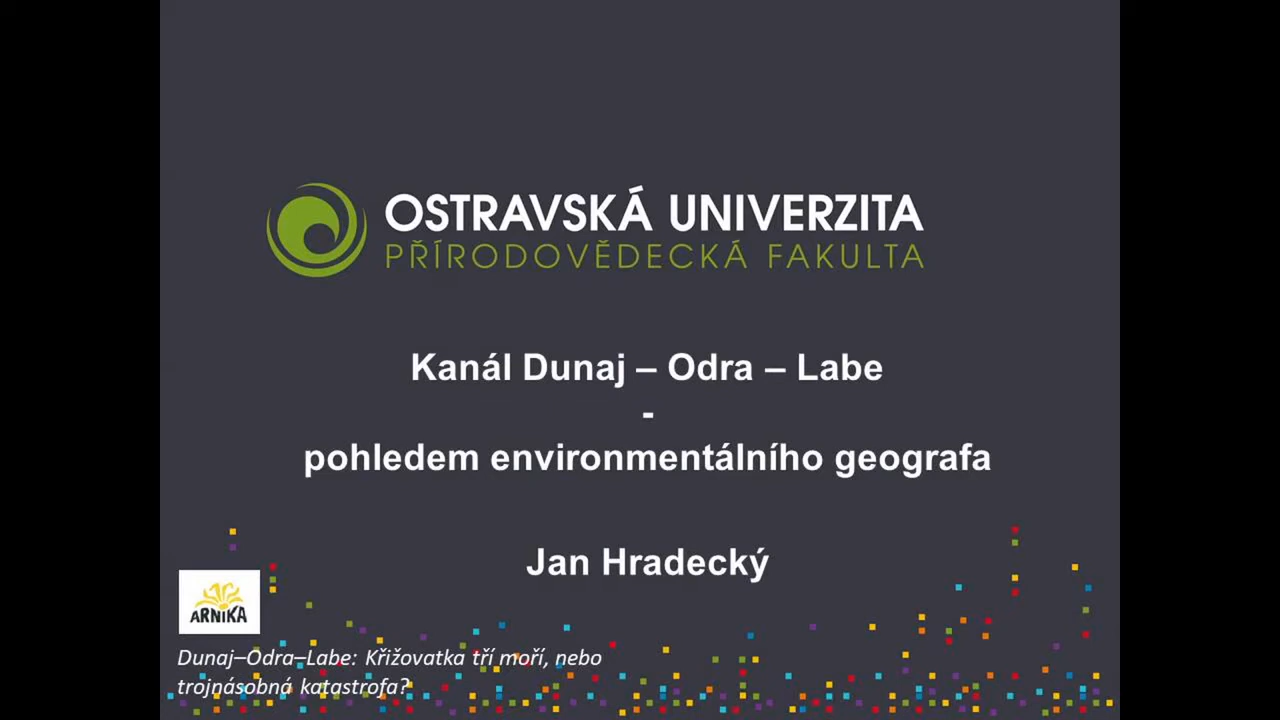 OSTRAVSKÁ UNIVERZITA
PŘÍRODOVĚDECKÁ FAKULTA
Kanál Dunaj – Odra – Labe
-
pohledem environmentálního geografa
Jan Hradecký
ARNIKA
Dunaj–Odra–Labe: Křižovatka tří moří, nebo
trojnásobná katastrofa?